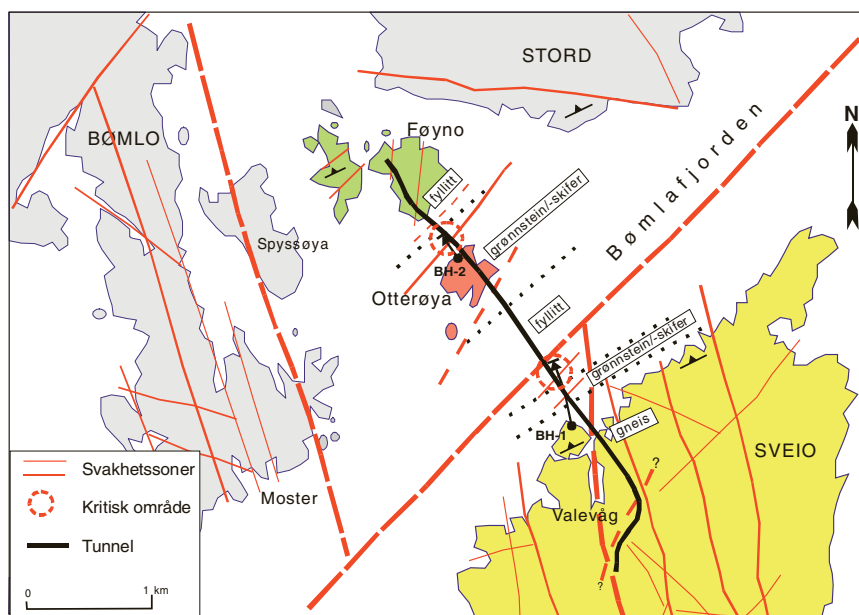 STORD
BØMLO
Føyno
N
fyllitt
Bømlafjorden
grønnstein/-skifer
Spyssøya
BH-2
Otterøya
fyllitt
grønnstein/-skifer
gneis
BH-1
SVEIO
?
Valevåg
?
Moster
Svakhetssoner
Kritisk område
Tunnel
0
1 km